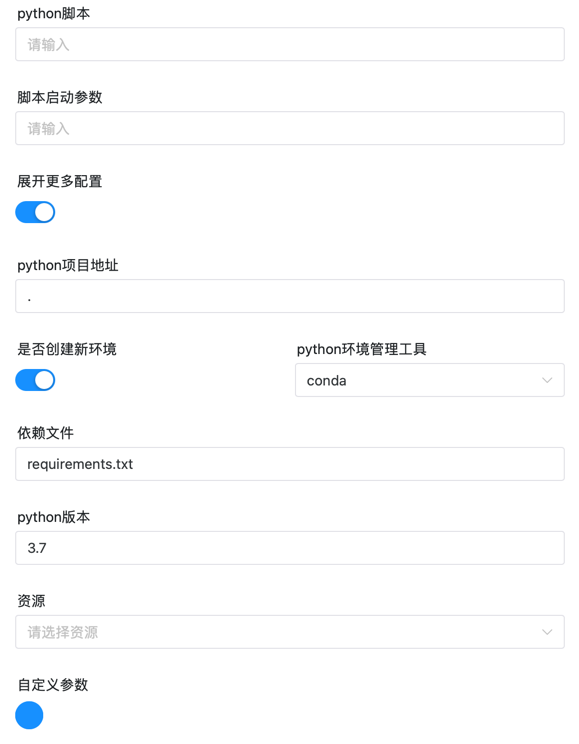 python脚本
请输入
脚本启动参数
请输入
展开更多配置
python项目地址
.
是否创建新环境
python环境管理工具
conda
依赖文件
requirements.txt
python版本
3.7
资源
请选择资源
自定义参数